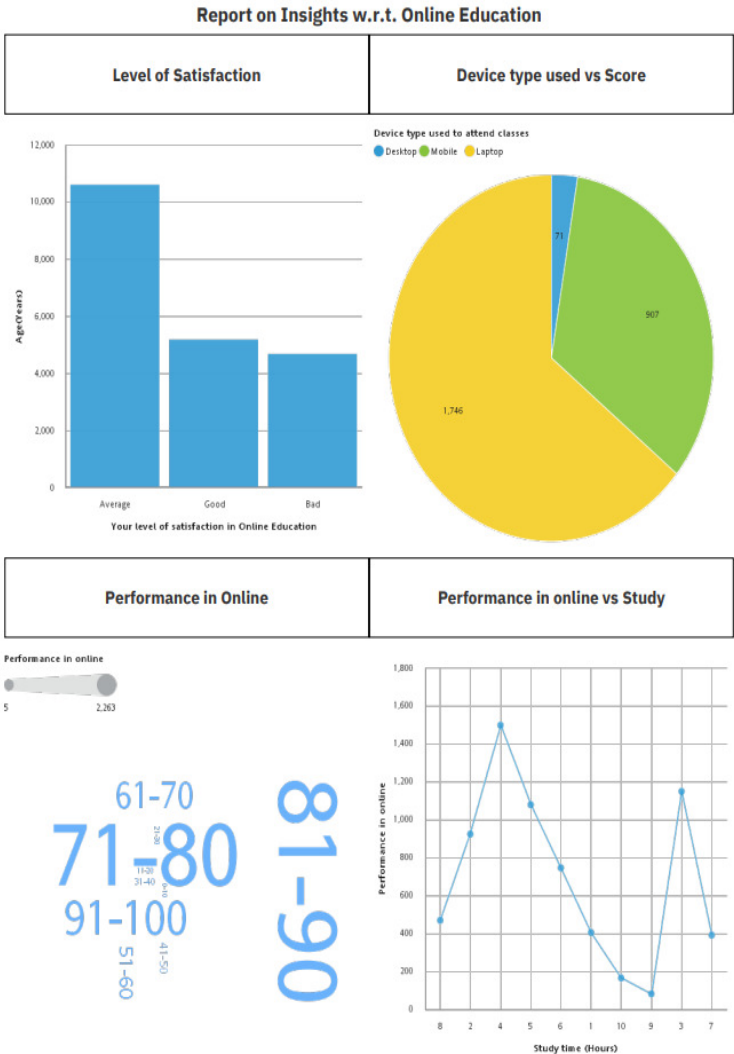 Report on Insights w.r.t. Online Education
Level of Satisfaction
Device type used vs Score
12,000
10,000
8,000
6,000
4,000
2,000
0
Age(Years)
Average Good Bad
Your level of satisfaction in Online Education
Device type used to attend classes
Desktop Mobile Laptop
71
907
1,746
Performance in Online
Performance in online vs Study
Performance in online
5 2,263
61-70
71-80
21-30
11-20
31-40
0-10
91-100
51-60
41-50
81-90
1,800
1,600
1,400
1,200
1,000
800
600
400
200
0
Performance in online
8 2 4 5 6 1 10 9 3 7
Study time (Hours)